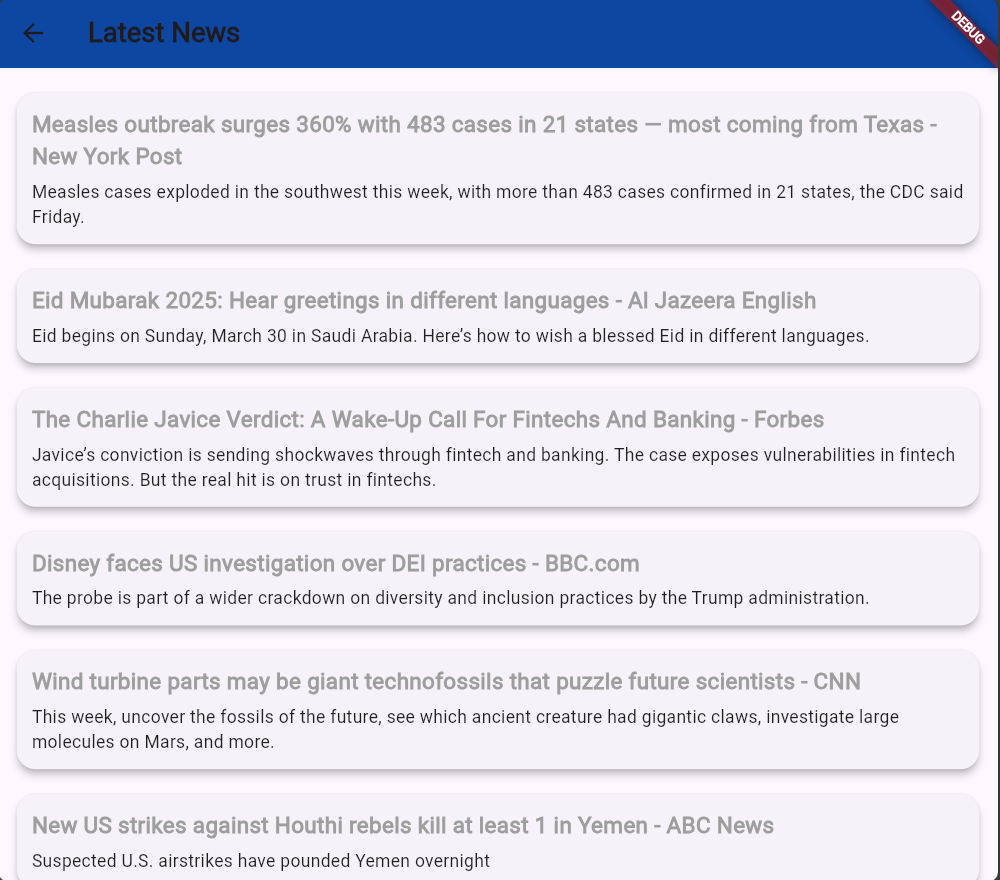 Latest News
DEBUG
Measles outbreak surges 360% with 483 cases in 21 states — most coming from Texas -
New York Post
Measles cases exploded in the southwest this week, with more than 483 cases confirmed in 21 states, the CDC said
Friday.
Eid Mubarak 2025: Hear greetings in different languages - Al Jazeera English
Eid begins on Sunday, March 30 in Saudi Arabia. Here’s how to wish a blessed Eid in different languages.
The Charlie Javice Verdict: A Wake-Up Call For Fintechs And Banking - Forbes
Javice’s conviction is sending shockwaves through fintech and banking. The case exposes vulnerabilities in fintech
acquisitions. But the real hit is on trust in fintechs.
Disney faces US investigation over DEI practices - BBC.com
The probe is part of a wider crackdown on diversity and inclusion practices by the Trump administration.
Wind turbine parts may be giant technofossils that puzzle future scientists - CNN
This week, uncover the fossils of the future, see which ancient creature had gigantic claws, investigate large
molecules on Mars, and more.
New US strikes against Houthi rebels kill at least 1 in Yemen - ABC News
Suspected U.S. airstrikes have pounded Yemen overnight